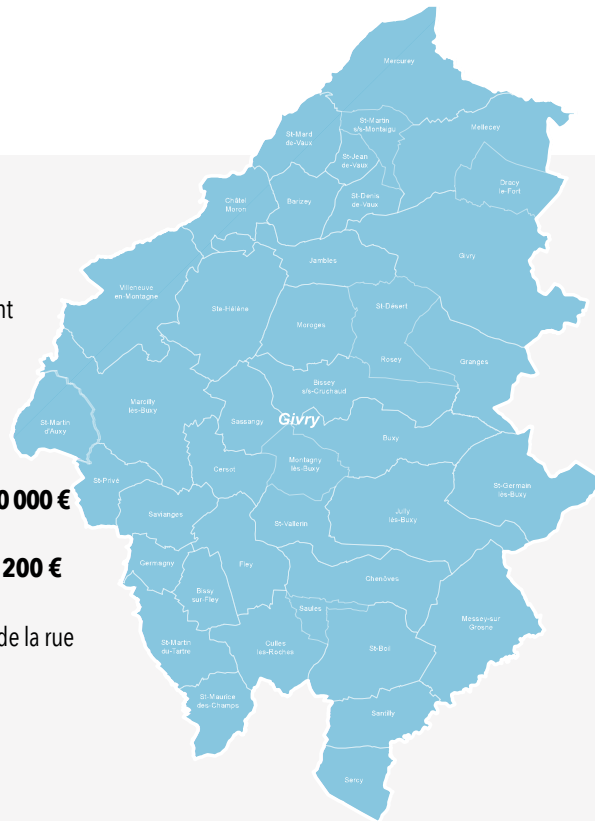 Mercurey
St-Martin
s/s-Montaigu
Mellecey
St-Mard
de-Vaux
St-Jean
de-Vaux
Dracy
le-Fort
Châtel
Moron
Barizey
St-Denis
de-Vaux
Givry
Jambles
Villeneuve
en-Montagne
nt
Ste-Hélène
St-Désert
Moroges
Rosey
Granges
Bissey
s/s-Cruchaud
Marcilly
lès-Buxy
St-Martin
d'Auxy
Sassangy
Givry
Buxy
Montagny
lès-Buxy
Cersot
St-Privé
St-Germain
lès-Buxy
0 000 €
Savianges
Jully
lès-Buxy
St-Vallerin
Germagny
Fley
200 €
Chenôves
Bissy
sur-Fley
Saules
Messey-sur
Grosne
de la rue
St-Martin
du-Tartre
Culles
les-Roches
St-Boil
St-Maurice
des-Champs
Santilly
Sercy